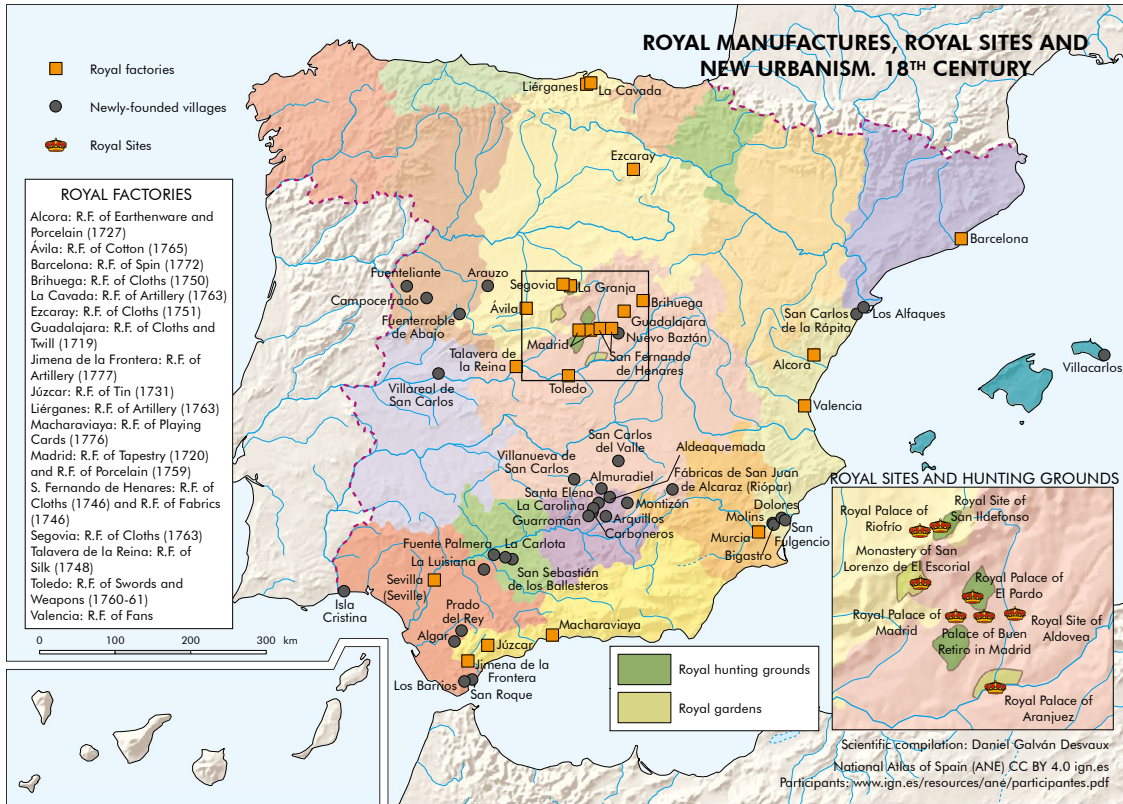 ROYAL MANUFACTURES, ROYAL SITES AND
NEW URBANISM. 18TH CENTURY
Royal factories
Newly-founded villages
Royal Sites
ROYAL FACTORIES
Alcora: R.F. of Earthenware and
Porcelain (1727)
Ávila: R.F. of Cotton (1765)
Barcelona: R.F. of Spin (1772)
Brihuega: R.F. of Cloths (1750)
La Cavada: R.F. of Artillery (1763)
Ezcaray: R.F. of Cloths (1751)
Guadalajara: R.F. of Cloths and
Twill (1719)
Jimena de la Frontera: R.F. of
Artillery (1777)
Júzcar: R.F. of Tin (1731)
Liérganes: R.F. of Artillery (1763)
Macharaviaya: R.F. of Playing
Cards (1776)
Madrid: R.F. of Tapestry (1720)
and R.F. of Porcelain (1759)
S. Fernando de Henares: R.F. of
Cloths (1746) and R.F. of Fabrics
(1746)
Segovia: R.F. of Cloths (1763)
Talavera de la Reina: R.F. of
Silk (1748)
Toledo: R.F. of Swords and
Weapons (1760-61)
Valencia: R.F. of Fans
0 100 200 300 km
Liérganes
La Cavada
Ezcaray
Barcelona
Fuenteliante
Arauzo
Campocerrado
Fuenterroble
de Abajo
Segovia
La Granja
Ávila
Brihuega
Guadalajara
Madrid
Nuevo Baztán
San Fernando
de Henares
Talavera de
la Reina
Toledo
Villareal de
San Carlos
San Carlos
de la Rápita
Los Alfaques
Alcora
Valencia
Villacarlos
San Carlos
del Valle
Aldeaquemada
Villanueva de
San Carlos
Almuradiel
Fábricas de San Juan
de Alcaraz (Riópar)
Santa Elena
La Carolina
Montizón
Guarromán
Arquillos
Carboneros
Dolores
Molins
San
Fulgencio
Murcia
Bigastro
Fuente Palmera
La Carlota
La Luisiana
San Sebastián
de los Ballesteros
Sevilla
(Seville)
Isla
Cristina
Prado
del Rey
Algar
Macharaviaya
Júzcar
Jimena de la
Frontera
Los Barrios
San Roque
Royal hunting grounds
Royal gardens
ROYAL SITES AND HUNTING GROUNDS
Royal Palace of
Riofrío
Royal Site of
San Ildefonso
Monastery of San
Lorenzo de El Escorial
Royal Palace of
El Pardo
Royal Palace of
Madrid
Palace of Buen
Retiro in Madrid
Royal Site of
Aldovea
Royal Palace of
Aranjuez
Scientific compilation: Daniel Galván Desvaux
National Atlas of Spain (ANE) CC BY 4.0 ign.es
Participants: www.ign.es/resources/ane/participantes.pdf